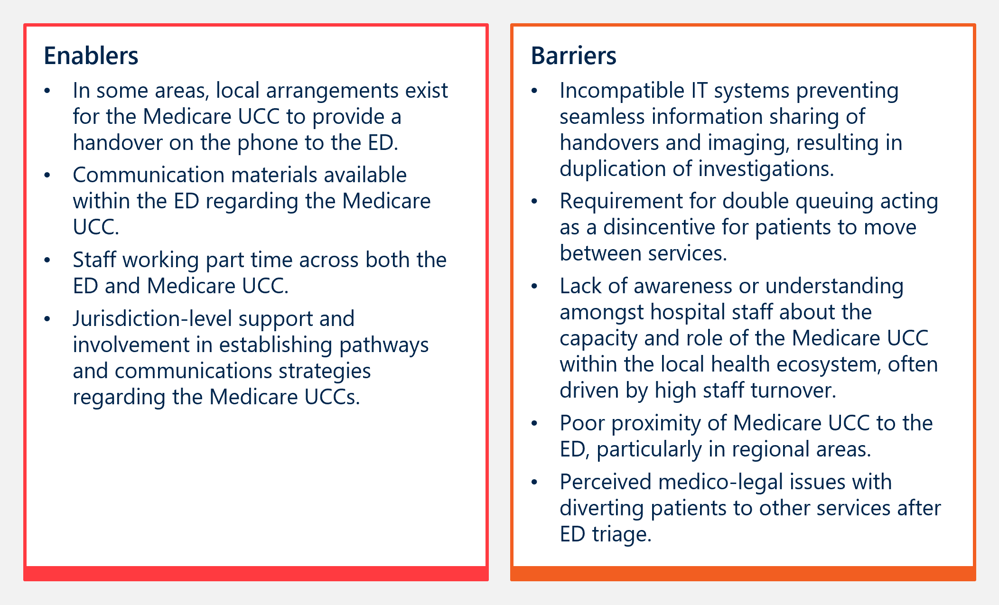 Enablers
• In some areas, local arrangements exist
for the Medicare UCC to provide a
handover on the phone to the ED.
• Communication materials available
within the ED regarding the Medicare
UCC.
• Staff working part time across both the
ED and Medicare UCC.
• Jurisdiction-level support and
involvement in establishing pathways
and communications strategies
regarding the Medicare UCCs.
Barriers
• Incompatible IT systems preventing
seamless information sharing of
handovers and imaging, resulting in
duplication of investigations.
• Requirement for double queuing acting
as a disincentive for patients to move
between services.
• Lack of awareness or understanding
amongst hospital staff about the
capacity and role of the Medicare UCC
within the local health ecosystem, often
driven by high staff turnover.
• Poor proximity of Medicare UCC to the
ED, particularly in regional areas.
• Perceived medico-legal issues with
diverting patients to other services after
ED triage.